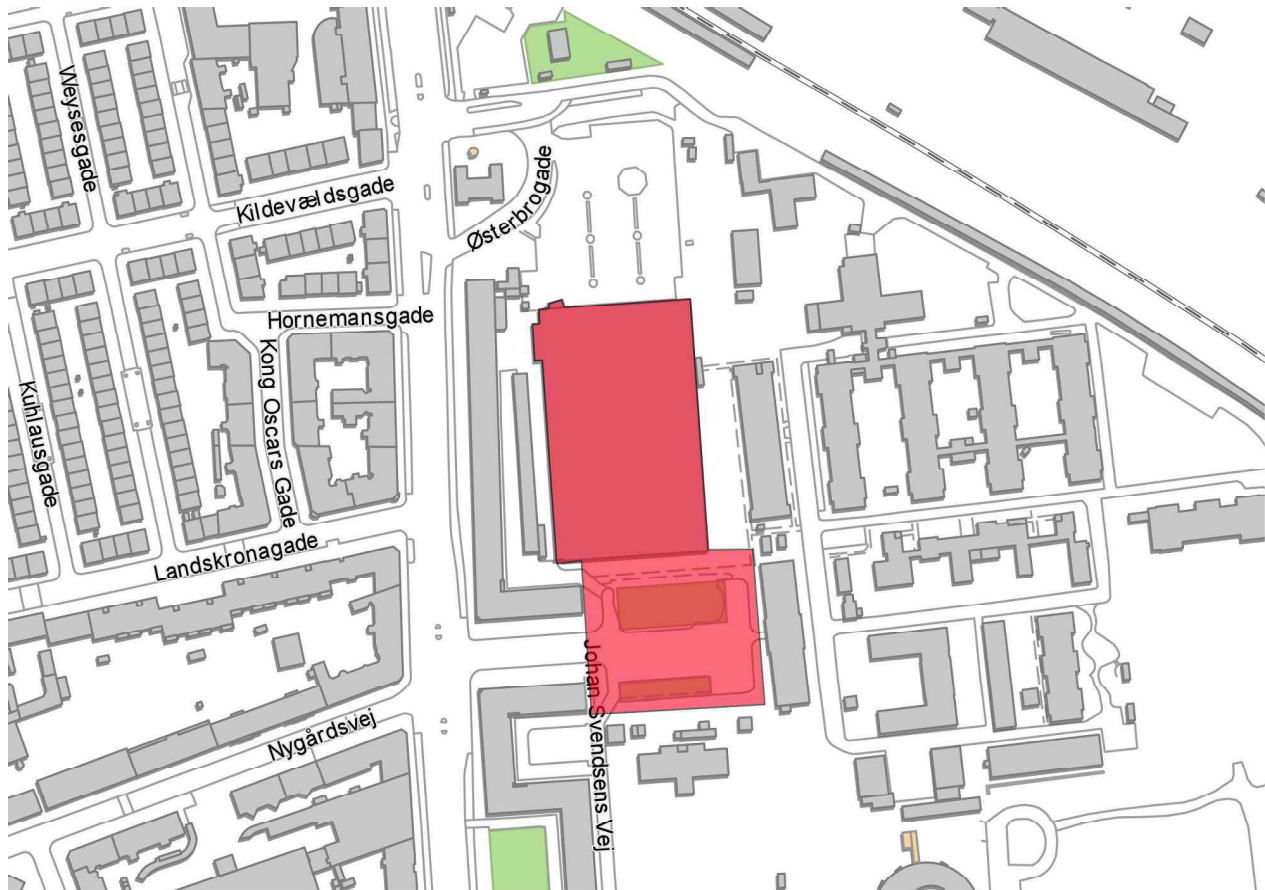 Weysesgade
Kildevældsgade
Østerbrogade
Hornemansgade
Kong Oscars Gade
Kuhlausgade
Landskronagade
Johan Svendsens Vej
Nygårdsvej